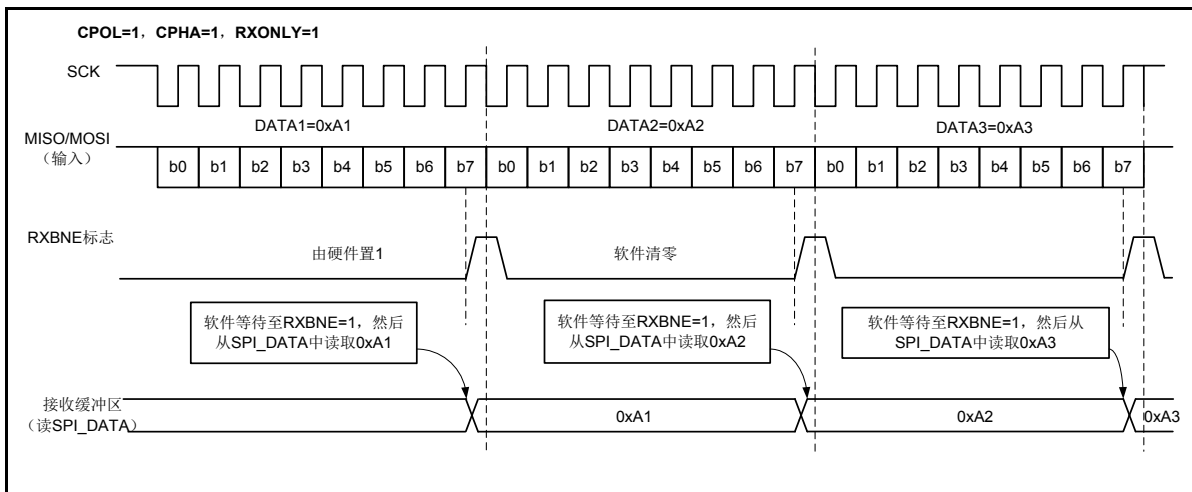 CPOL=1，CPHA=1，RXONLY=1
SCK
DATA1=0xA1
DATA2=0xA2
DATA3=0xA3
MISO/MOSI
（输入）
b0 b1 b2 b3 b4 b5 b6 b7 b0 b1 b2 b3 b4 b5 b6 b7 b0 b1 b2 b3 b4 b5 b6 b7
RXBNE标志
由硬件置1
软件清零
软件等待至RXBNE=1，然后
从SPI_DATA中读取0xA1
软件等待至RXBNE=1，然后
从SPI_DATA中读取0xA2
软件等待至RXBNE=1，然后从
SPI_DATA中读取0xA3
接收缓冲区
（读SPI_DATA）
0xA1
0xA2
0xA3